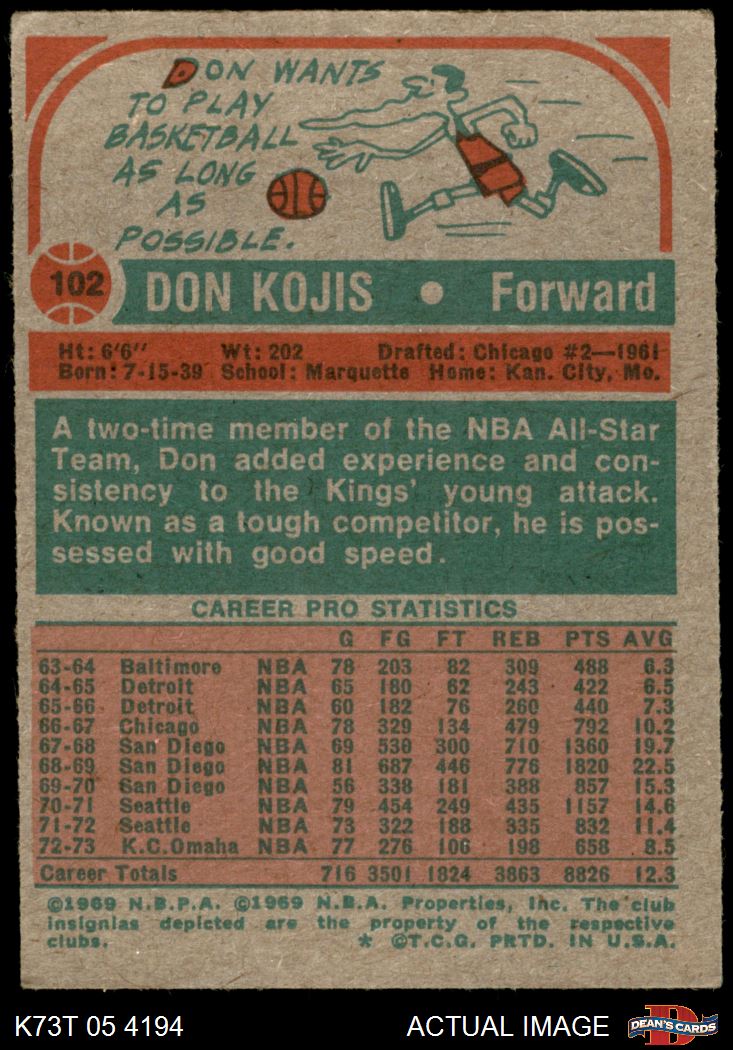 DON WANTS
TO PLAY
BASKETBALL
AS LONG
AS
POSSIBLE.
102 DON KOJIS • Forward
Ht: 6'6" Wt: 202 Drafted: Chicago #2—1961
Born: 7-15-39 School: Marquette Home: Kan. City, Mo.
A two-time member of the NBA All-Star
Team, Don added experience and con-
sistency to the Kings' young attack.
Known as a tough competitor, he is pos-
sessed with good speed.
CAREER PRO STATISTICS
G FG FT REB PTS AVG
63-64 Baltimore NBA 78 203 82 309 488 6.3
64-65 Detroit NBA 65 180 62 243 422 6.5
65-66 Detroit NBA 60 182 76 260 440 7.3
66-67 Chicago NBA 78 329 134 479 792 10.2
67-68 San Diego NBA 69 530 300 710 1360 19.7
68-69 San Diego NBA 81 687 446 776 1820 22.5
69-70 San Diego NBA 56 338 181 388 857 15.3
70-71 Seattle NBA 79 454 249 435 1157 14.6
71-72 Seattle NBA 73 322 188 335 832 11.4
72-73 K.C.Omaha NBA 77 276 106 198 658 8.5
Career Totals 716 3501 1824 3863 8826 12.3
©1969 N.B.P.A. ©1969 N.B.A. Properties, Inc. The club
insignias depicted are the property of the respective
clubs. * ©T.C.G. PRTD. IN U.S.A.
K73T 05 4194 ACTUAL IMAGE DEAN'S CARDS